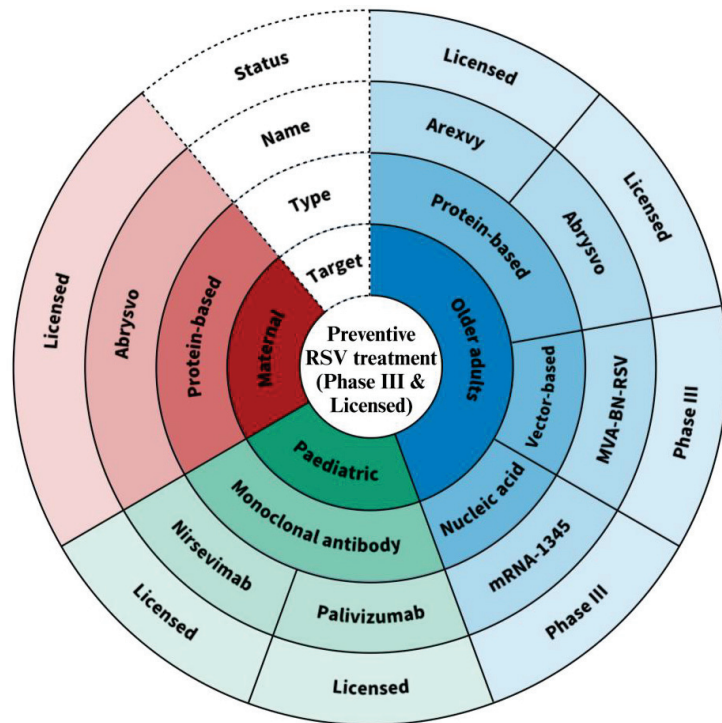 Status
Name
Type
Target
Preventive
RSV treatment
(Phase III &
Licensed)
Older adults
Protein-based
Arexvy
Licensed
Abrysvo
Licensed
Vector-based
MVA-BN-RSV
Phase III
Nucleic acid
mRNA-1345
Phase III
Paediatric
Monoclonal antibody
Palivizumab
Licensed
Nirsevimab
Licensed
Maternal
Protein-based
Abrysvo
Licensed